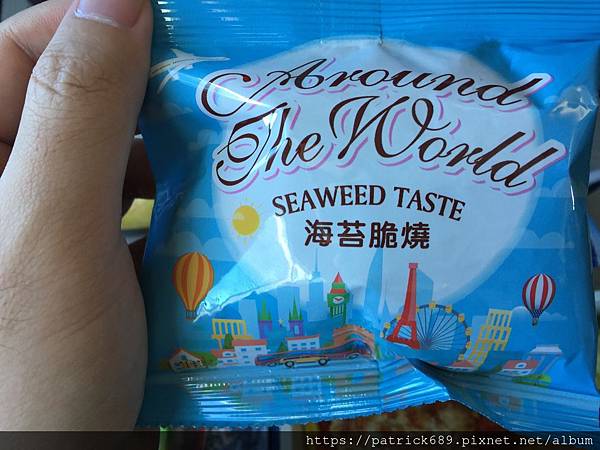 Around
The World
SEAWEED TASTE
海苔脆燒
https://patrick689.pixnet.net/album